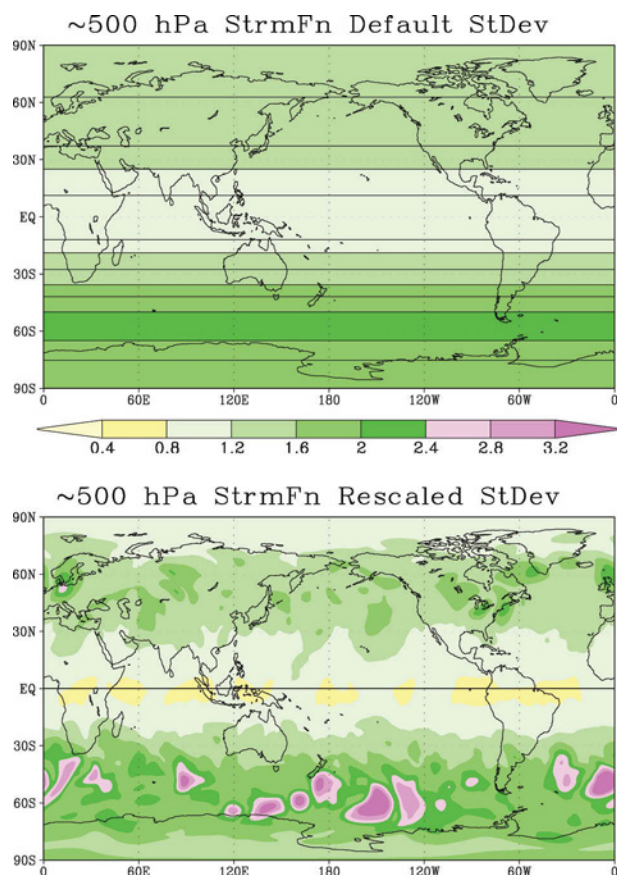 ~500 hPa StrmFn Default StDev
90N
60N
30N
EQ
30S
60S
90S
0 60E 120E 180 120W 60W 0
0.4 0.8 1.2 1.6 2 2.4 2.8 3.2
~500 hPa StrmFn Rescaled StDev
90N
60N
30N
EQ
30S
60S
90S
0 60E 120E 180 120W 60W 0